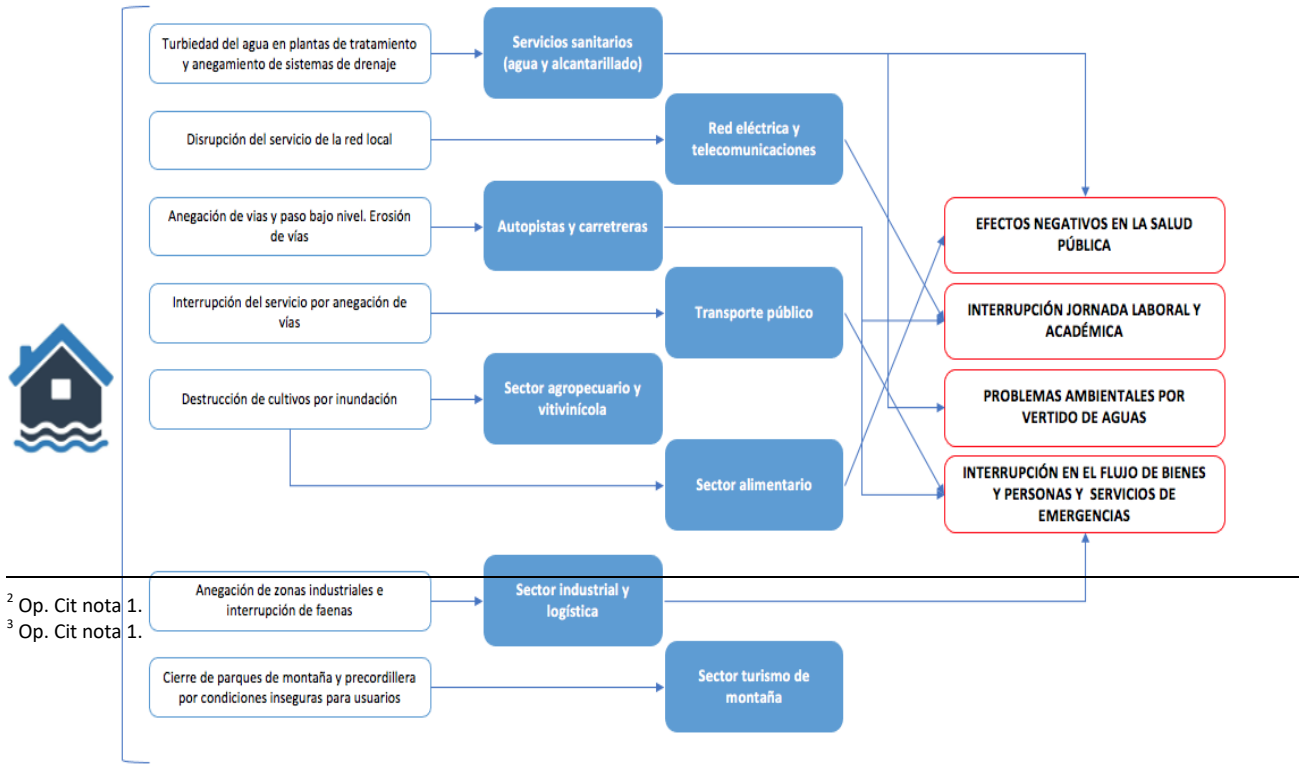 Turbiedad del agua en plantas de tratamiento
y anegamiento de sistemas de drenaje
Servicios sanitarios
(agua y alcantarillado)
Disrupción del servicio de la red local
Red eléctrica y
telecomunicaciones
Anegación de vias y paso bajo nivel. Erosión
de vías
Autopistas y carretreras
EFECTOS NEGATIVOS EN LA SALUD
PÚBLICA
Interrupción del servicio por anegación de
vías
Transporte público
INTERRUPCIÓN JORNADA LABORAL Y
ACADÉMICA
Destrucción de cultivos por inundación
Sector agropecuario y
vitivinícola
PROBLEMAS AMBIENTALES POR
VERTIDO DE AGUAS
Sector alimentario
INTERRUPCIÓN EN EL FLUJO DE BIENES
Y PERSONAS Y SERVICIOS DE
EMERGENCIAS
Anegación de zonas industriales e
interrupción de faenas
Sector industrial y
logística
2 Op. Cit nota 1.
3 Op. Cit nota 1.
Cierre de parques de montaña y precordillera
por condiciones inseguras para usuarios
Sector turismo de
montaña